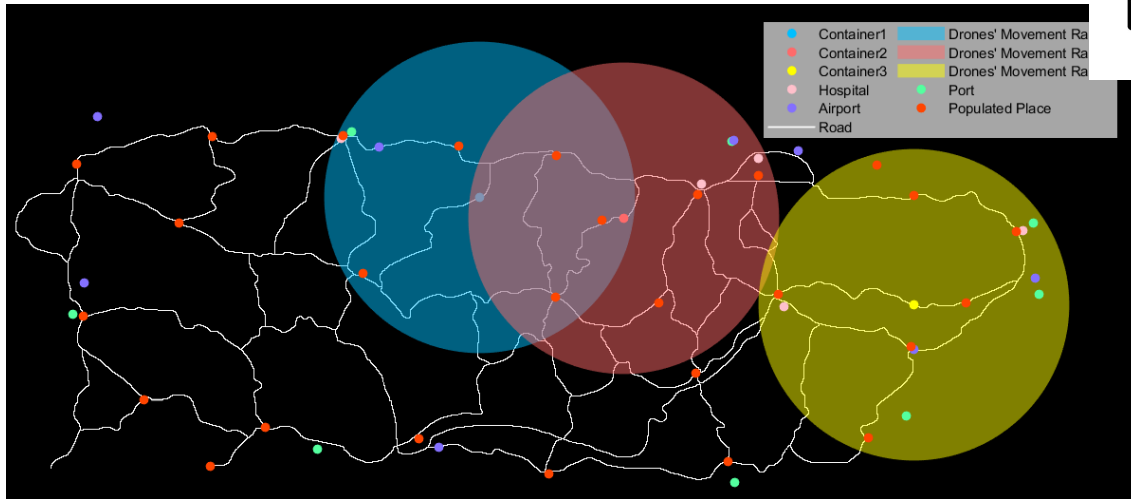 Container1 Drones' Movement Ra
Container2 Drones' Movement Ra
Container3 Drones' Movement Ra
Hospital Port
Airport Populated Place
Road